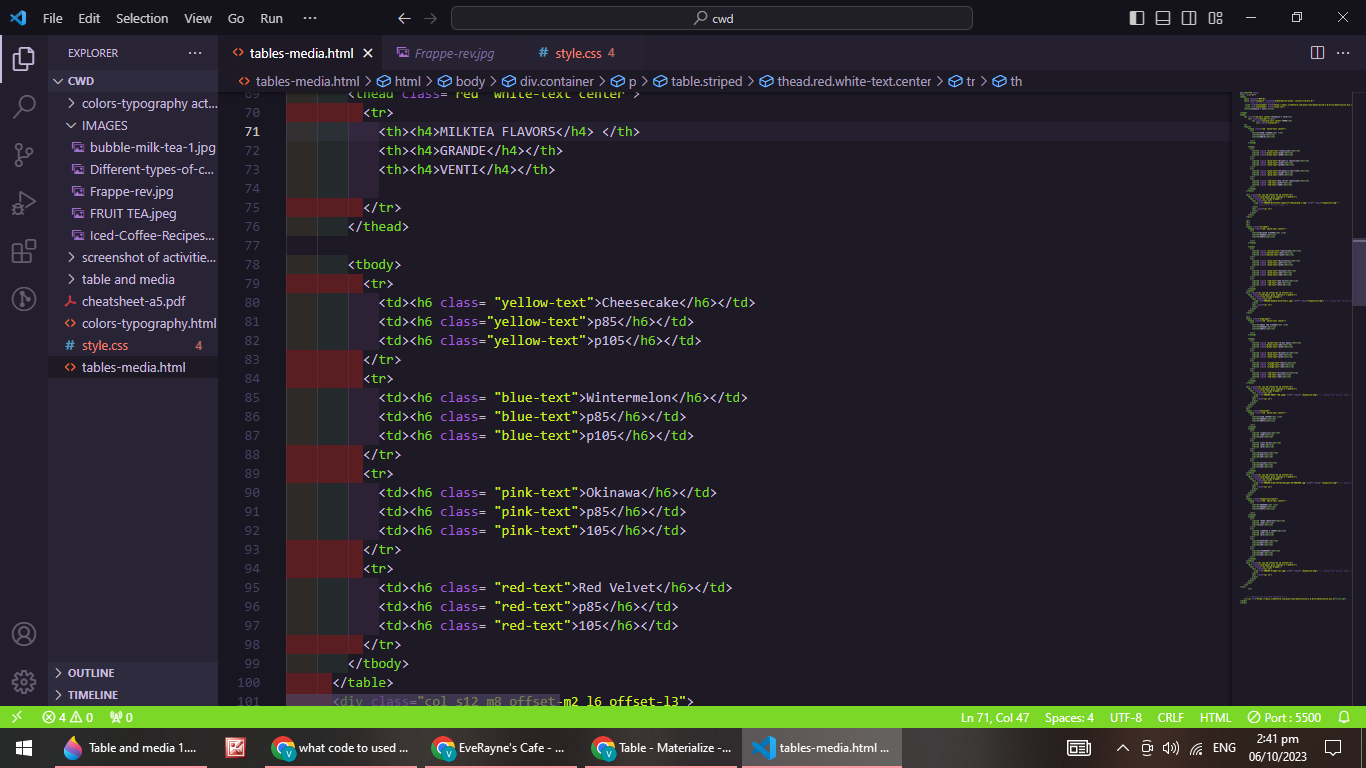 File Edit Selection View Go Run ··· cwd
EXPLORER ···
tables-media.html Frappe-rev.jpg style.css 4
CWD
tables-media.html > html > body > div.container > p > table.striped > thead.red.white-text.center > tr > th
colors-typography act...
IMAGES
bubble-milk-tea-1.jpg
Different-types-of-c...
Frappe-rev.jpg
FRUIT TEA.jpeg
Iced-Coffee-Recipes...
screenshot of activitie...
table and media
cheatsheet-a5.pdf
colors-typography.html
style.css 4
tables-media.html
OUTLINE
TIMELINE
69 <thead class="red white-text center">
70 <tr>
71 <th><h4>MILKTEA FLAVORS</h4> </th>
72 <th><h4>GRANDE</h4></th>
73 <th><h4>VENTI</h4></th>
74
75 </tr>
76 </thead>
77
78 <tbody>
79 <tr>
80 <td><h6 class= "yellow-text">Cheesecake</h6></td>
81 <td><h6 class="yellow-text">p85</h6></td>
82 <td><h6 class="yellow-text">p105</h6></td>
83 </tr>
84 <tr>
85 <td><h6 class= "blue-text">Wintermelon</h6></td>
86 <td><h6 class= "blue-text">p85</h6></td>
87 <td><h6 class= "blue-text">p105</h6></td>
88 </tr>
89 <tr>
90 <td><h6 class= "pink-text">Okinawa</h6></td>
91 <td><h6 class= "pink-text">p85</h6></td>
92 <td><h6 class= "pink-text">105</h6></td>
93 </tr>
94 <tr>
95 <td><h6 class= "red-text">Red Velvet</h6></td>
96 <td><h6 class= "red-text">p85</h6></td>
97 <td><h6 class= "red-text">105</h6></td>
98 </tr>
99 </tbody>
100 </table>
101 <div class="col s12 m8 offset-m2 l6 offset-l3">
4 0 0 Ln 71, Col 47 Spaces: 4 UTF-8 CRLF HTML Port : 5500
Table and media 1.... what code to used ... EveRayne's Cafe - ... Table - Materialize -... tables-media.html ... ENG 2:41 pm
06/10/2023